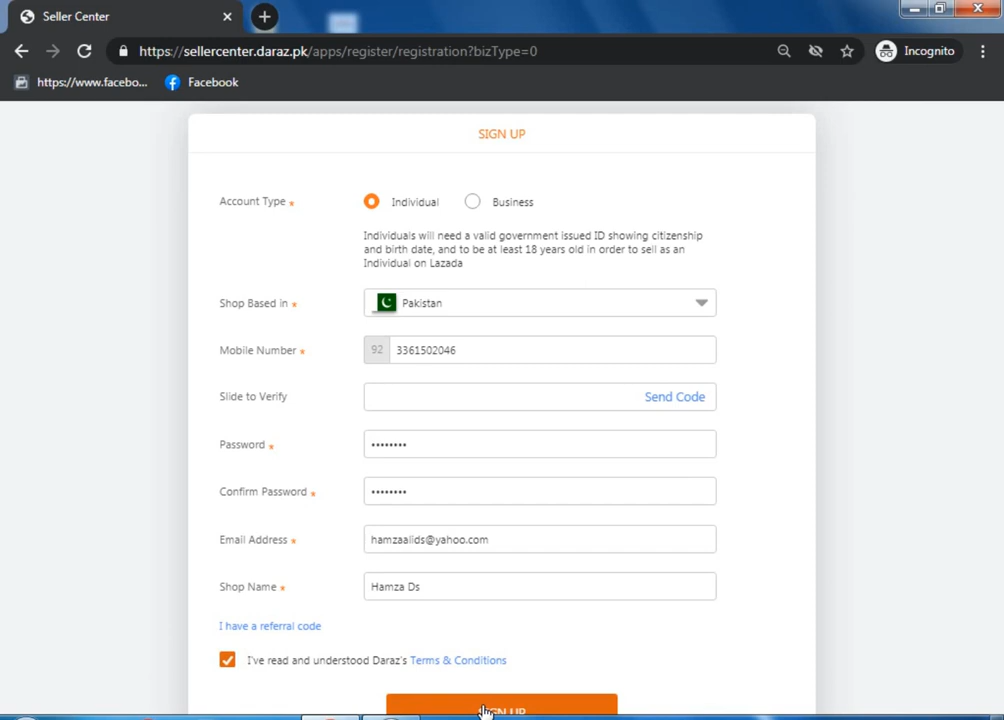 Seller Center
https://sellercenter.daraz.pk/apps/register/registration?bizType=0
Incognito
https://www.facebo... Facebook
SIGN UP
Account Type * Individual Business
Individuals will need a valid government issued ID showing citizenship
and birth date, and to be at least 18 years old in order to sell as an
Individual on Lazada
Shop Based in * Pakistan
Mobile Number * 92 3361502046
Slide to Verify Send Code
Password * ••••••••
Confirm Password * ••••••••
Email Address * hamzaalids@yahoo.com
Shop Name * Hamza Ds
I have a referral code
I've read and understood Daraz's Terms & Conditions
SIGN UP